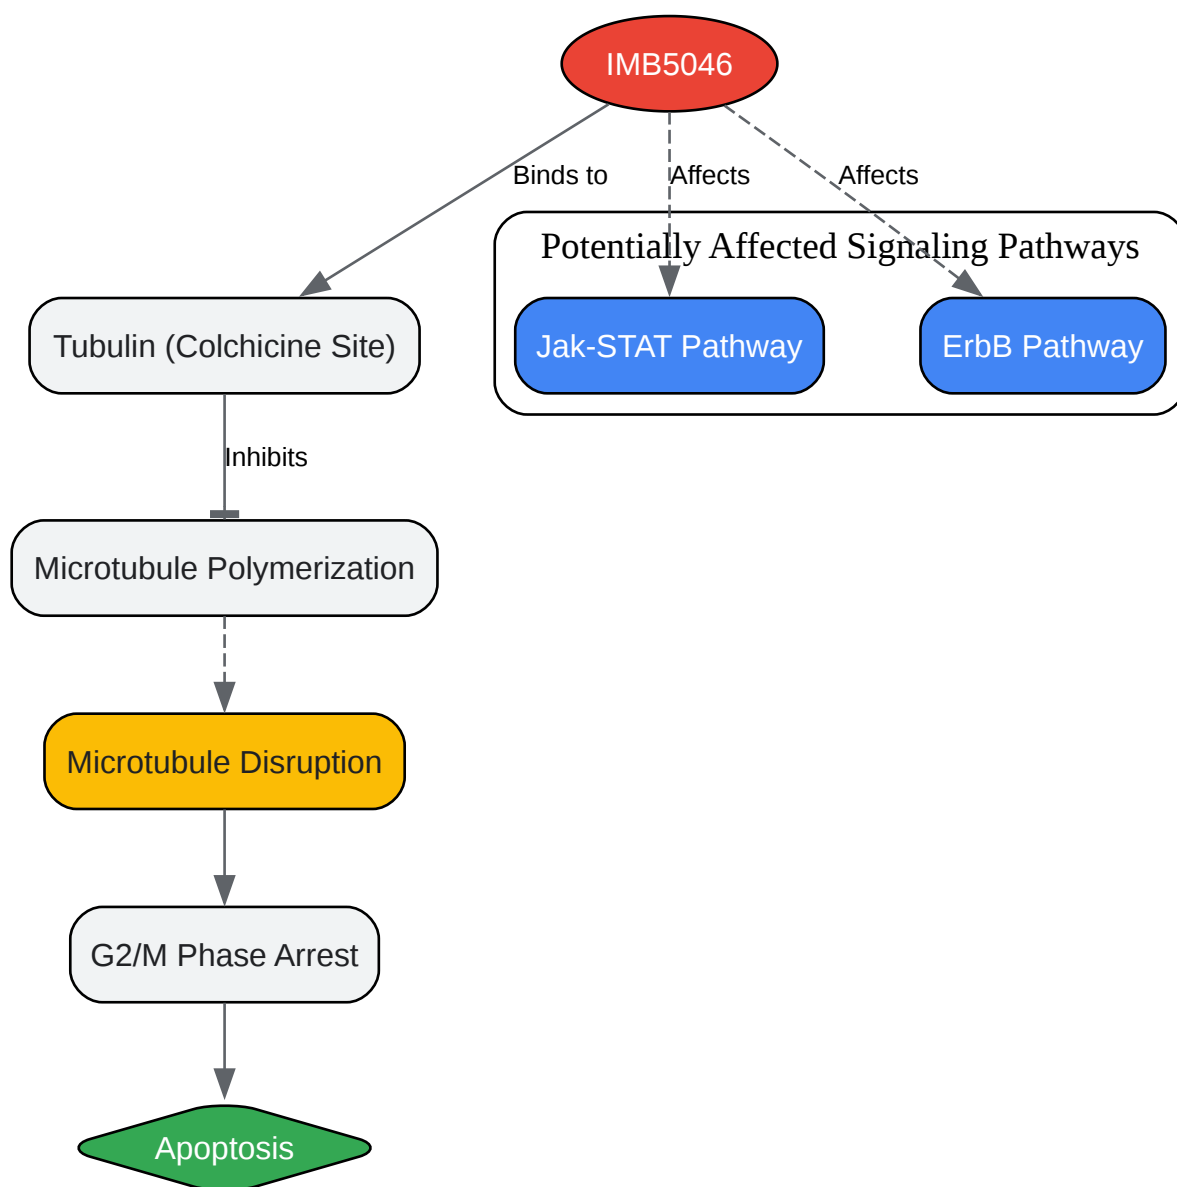 IMB5046
Binds to
Affects
Affects
Potentially Affected Signaling Pathways
Tubulin (Colchicine Site)
Jak-STAT Pathway
ErbB Pathway
Inhibits
Microtubule Polymerization
Microtubule Disruption
G2/M Phase Arrest
Apoptosis